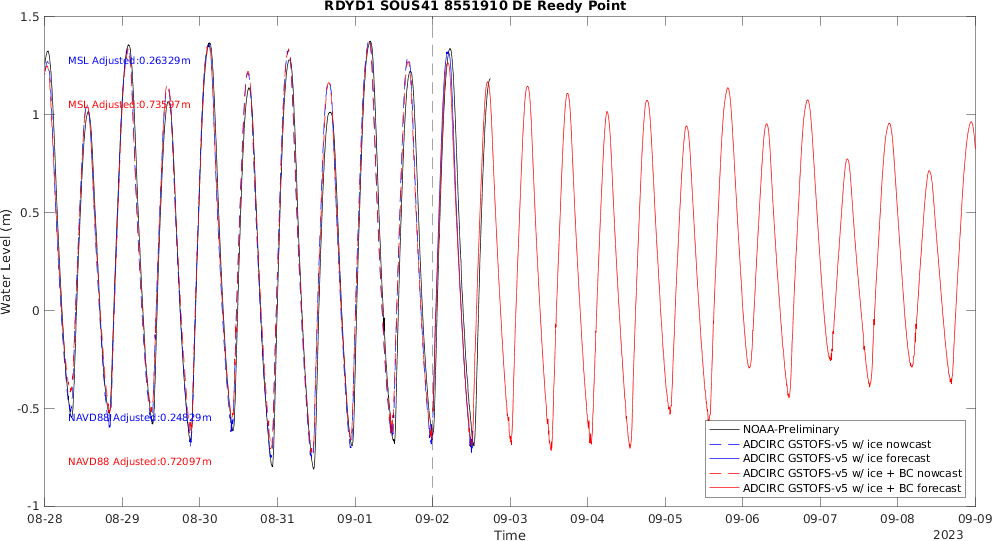 RDYD1 SOUS41 8551910 DE Reedy Point
1.5
MSL Adjusted:0.26329m
MSL Adjusted:0.73597m
1
0.5
Water Level (m)
0
-0.5
NAVD88 Adjusted:0.24829m
NAVD88 Adjusted:0.72097m
NOAA-Preliminary
ADCIRC GSTOFS-v5 w/ ice nowcast
ADCIRC GSTOFS-v5 w/ ice forecast
ADCIRC GSTOFS-v5 w/ ice + BC nowcast
ADCIRC GSTOFS-v5 w/ ice + BC forecast
-1
08-28 08-29 08-30 08-31 09-01 09-02 09-03 09-04 09-05 09-06 09-07 09-08 09-09
Time
2023